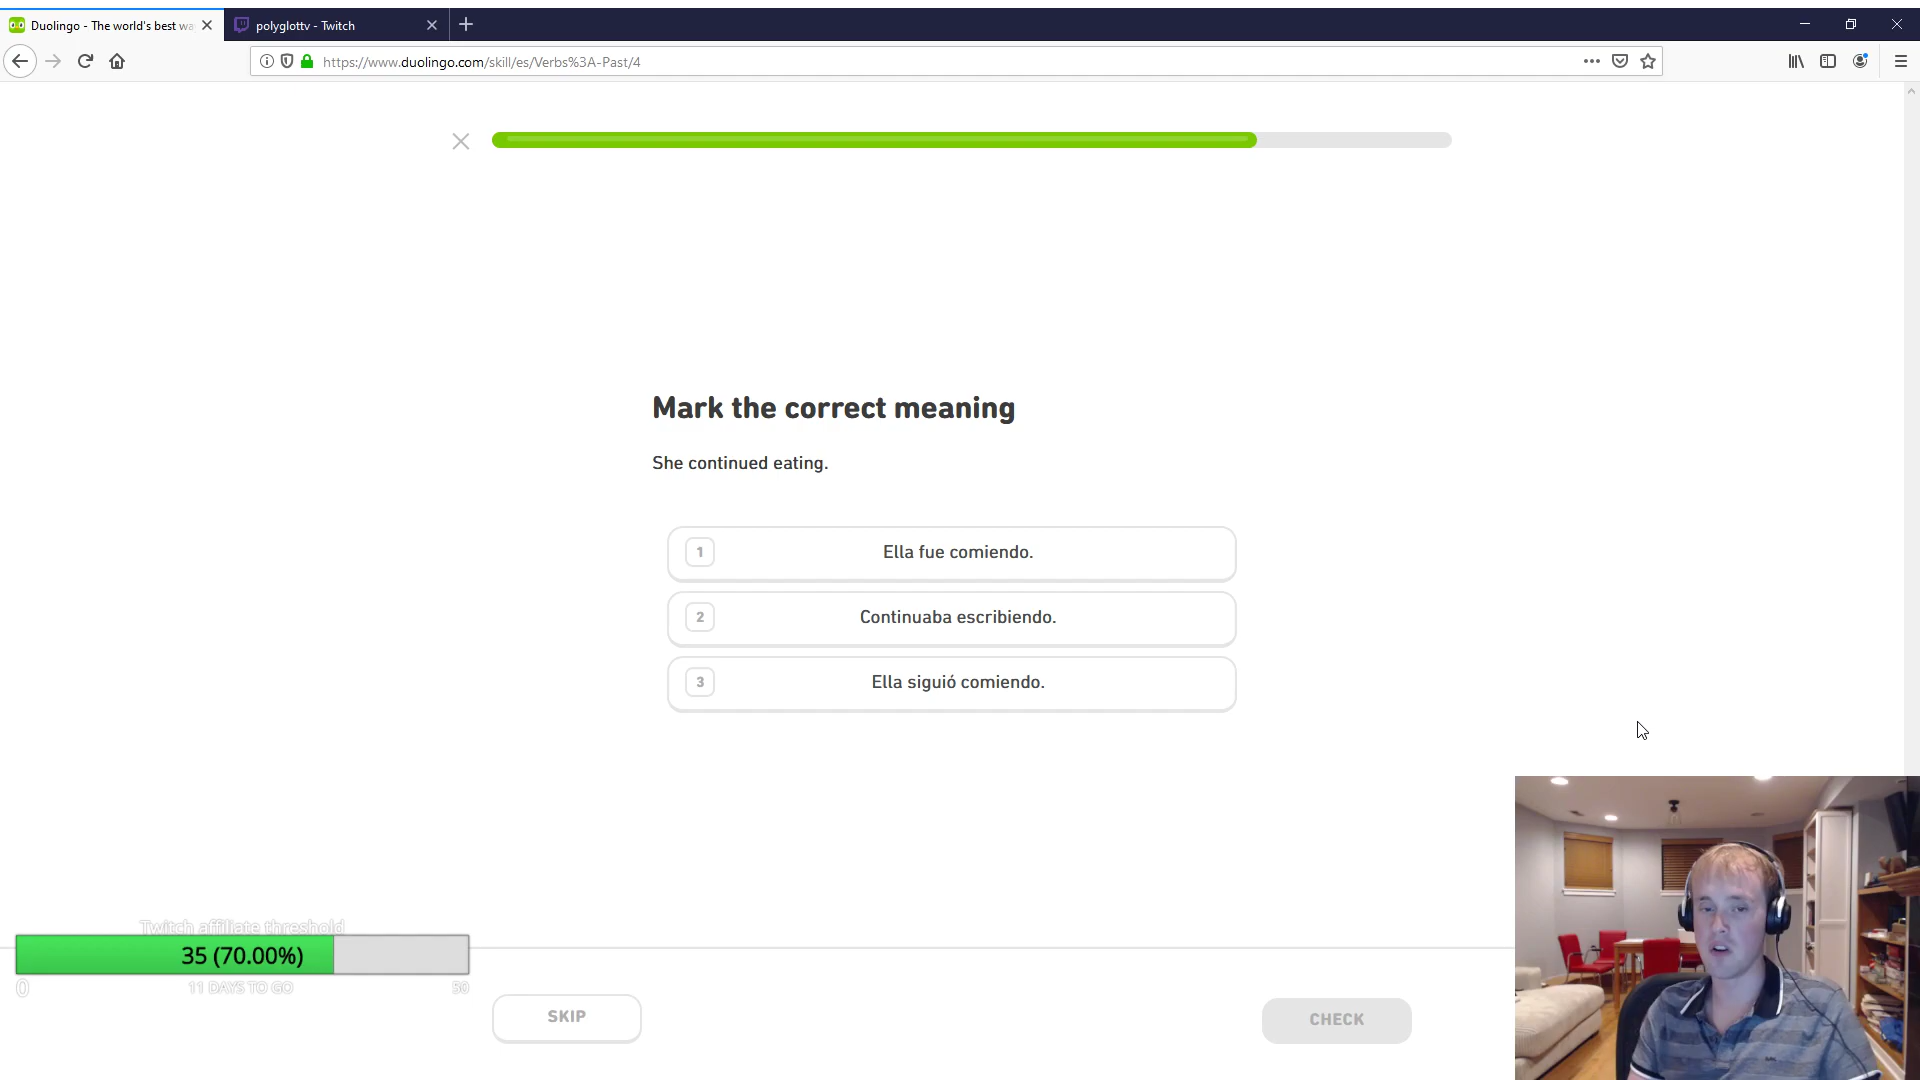 Duolingo - The world's best wa
polyglottv - Twitch
https://www.duolingo.com/skill/es/Verbs%3A-Past/4
Mark the correct meaning
She continued eating.
1 Ella fue comiendo.
2 Continuaba escribiendo.
3 Ella siguió comiendo.
Twitch affiliate threshold
35 (70.00%)
0 11 DAYS TO GO 50
SKIP
CHECK